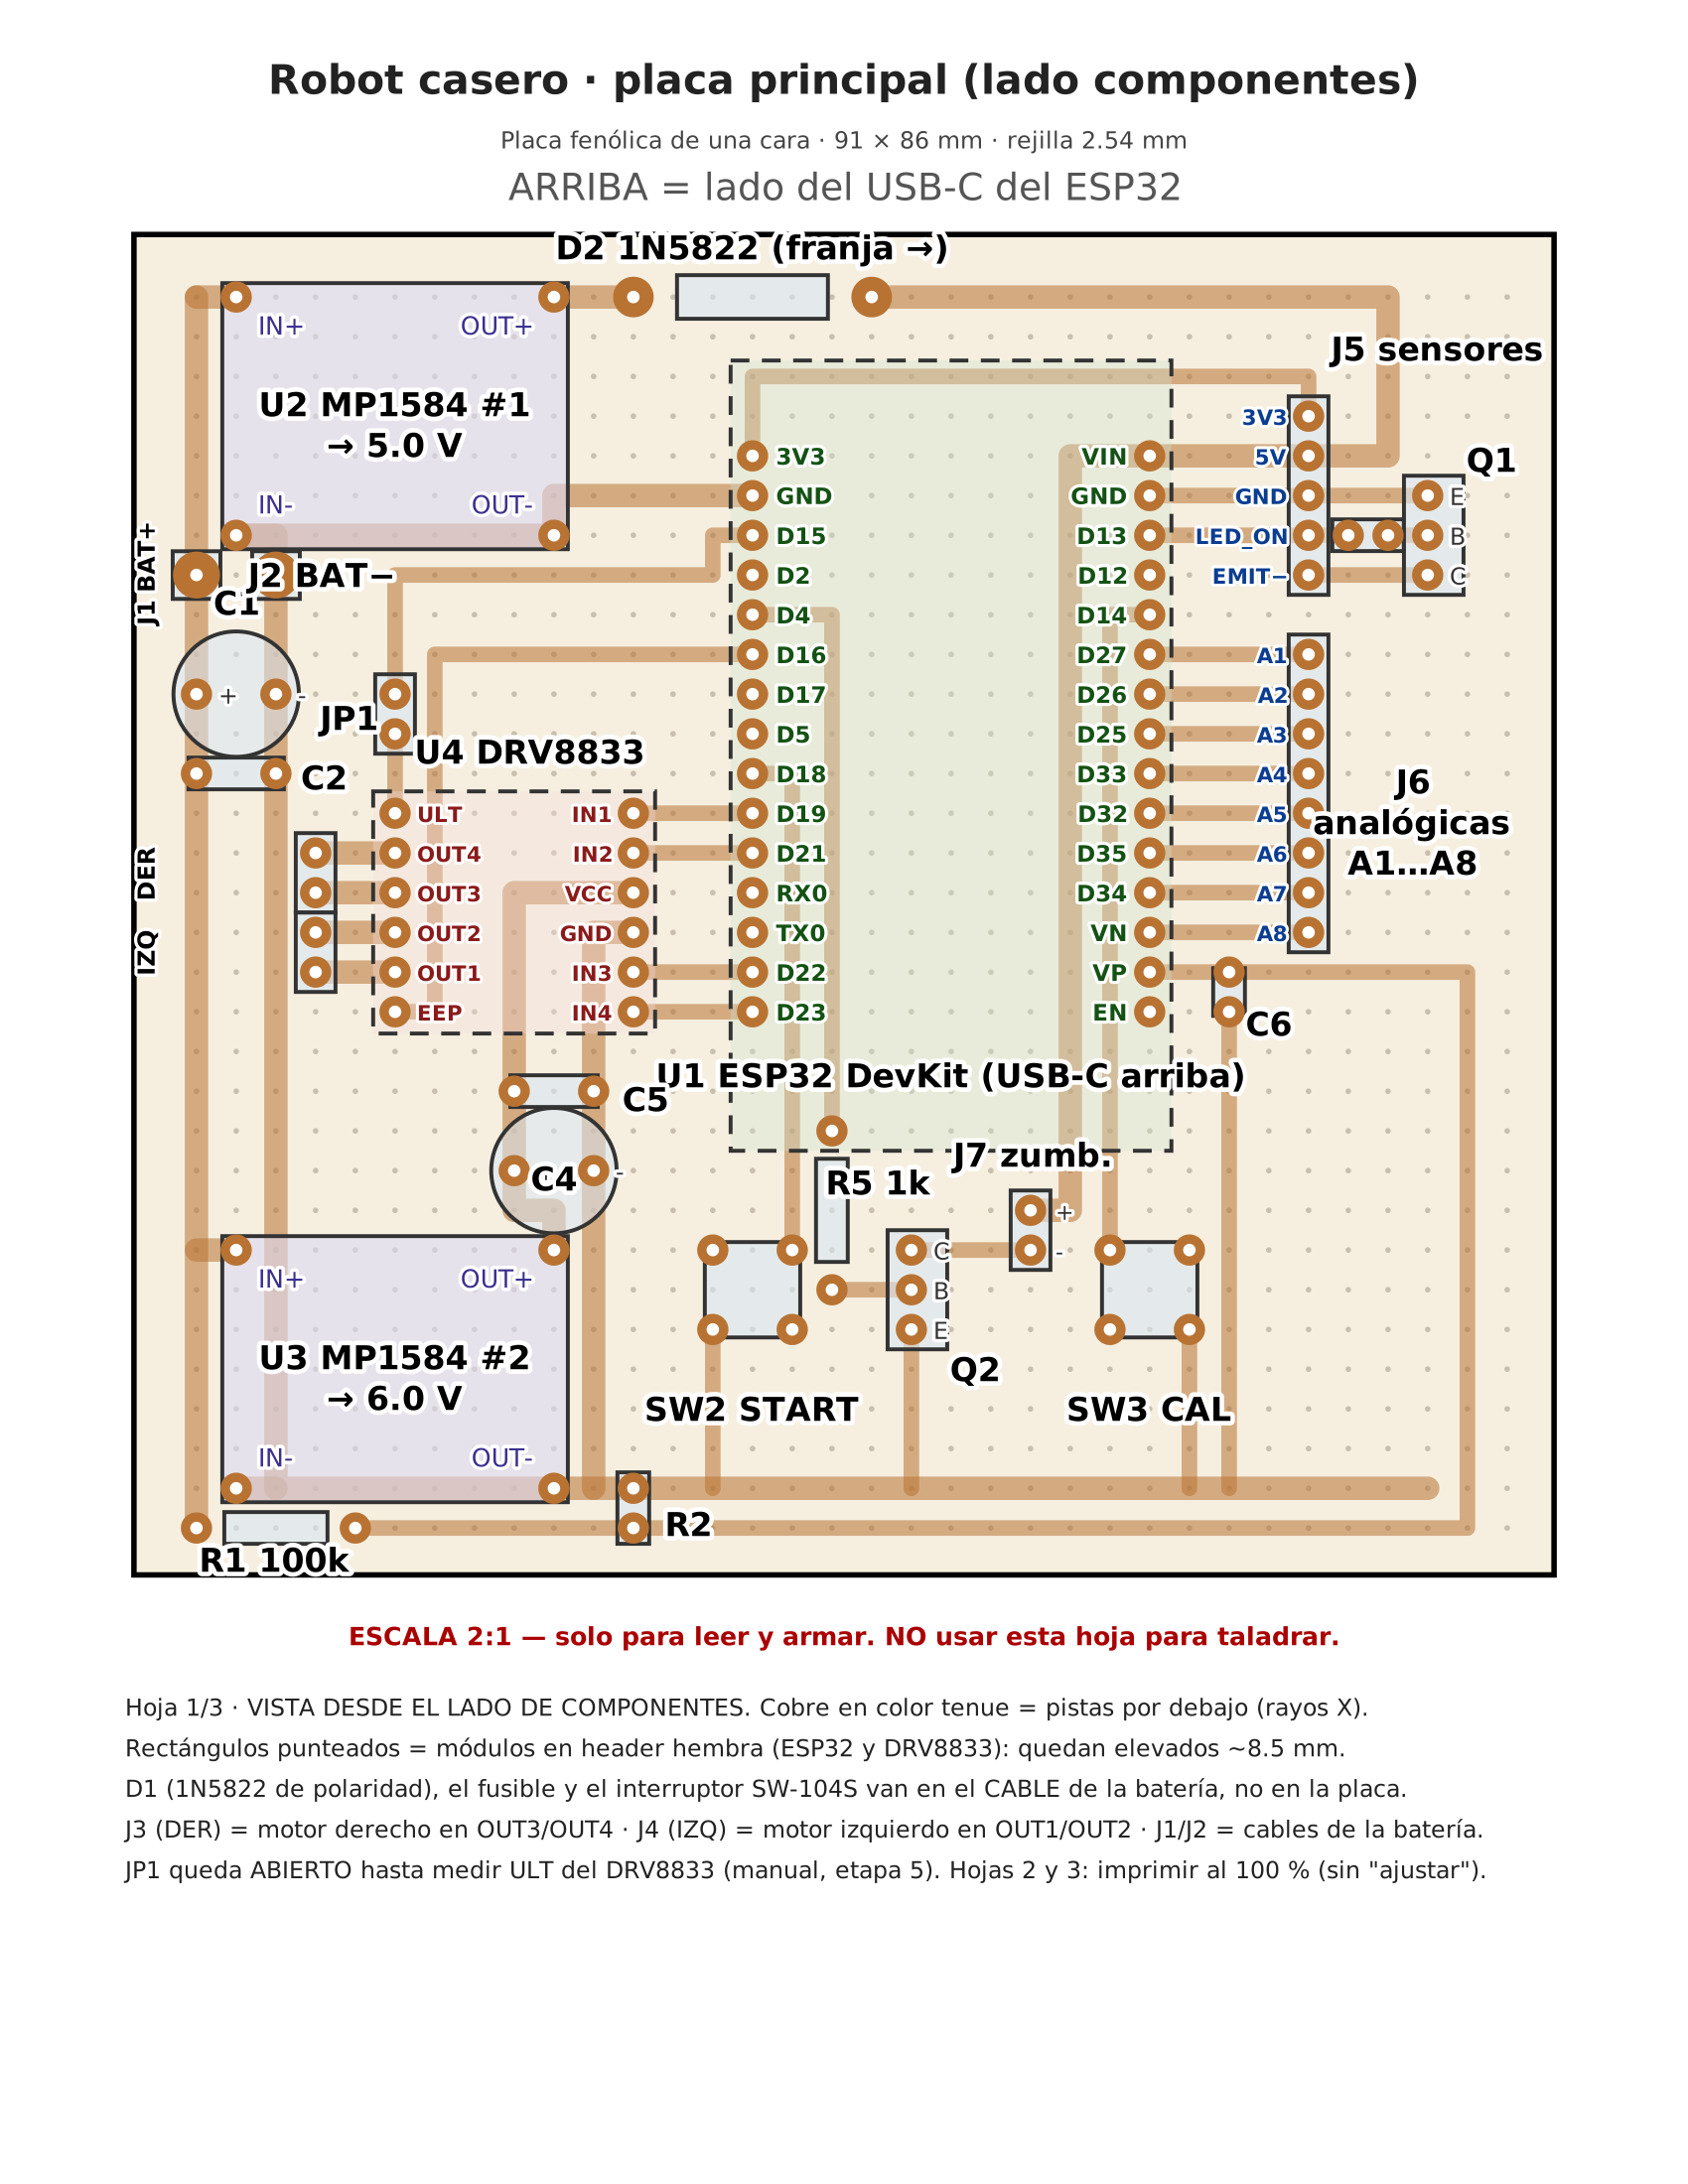 Robot casero · placa principal (lado componentes)
Placa fenólica de una cara · 91 × 86 mm · rejilla 2.54 mm
ARRIBA = lado del USB-C del ESP32
D2 1N5822 (franja →)
IN+ OUT+
U2 MP1584 #1
→ 5.0 V
IN- OUT-
J5 sensores
3V3
5V
GND
LED_ON
EMIT−
Q1
E
B
C
J1 BAT+
J2 BAT−
C1
+ -
C2
JP1
U4 DRV8833
ULT IN1
OUT4 IN2
OUT3 VCC
OUT2 GND
OUT1 IN3
EEP IN4
DER
IZQ
3V3 VIN
GND GND
D15 D13
D2 D12
D4 D14
D16 D27
D17 D26
D5 D25
D18 D33
D19 D32
D21 D35
RX0 D34
TX0 VN
D22 VP
D23 EN
U1 ESP32 DevKit (USB-C arriba)
A1
A2
A3
A4
A5
A6
A7
A8
J6
analógicas
A1...A8
C6
C5
C4
-
R5 1k
J7 zumb.
+
-
C
B
E
Q2
SW2 START
SW3 CAL
IN+ OUT+
U3 MP1584 #2
→ 6.0 V
IN- OUT-
R2
R1 100k
ESCALA 2:1 — solo para leer y armar. NO usar esta hoja para taladrar.
Hoja 1/3 · VISTA DESDE EL LADO DE COMPONENTES. Cobre en color tenue = pistas por debajo (rayos X).
Rectángulos punteados = módulos en header hembra (ESP32 y DRV8833): quedan elevados ~8.5 mm.
D1 (1N5822 de polaridad), el fusible y el interruptor SW-104S van en el CABLE de la batería, no en la placa.
J3 (DER) = motor derecho en OUT3/OUT4 · J4 (IZQ) = motor izquierdo en OUT1/OUT2 · J1/J2 = cables de la batería.
JP1 queda ABIERTO hasta medir ULT del DRV8833 (manual, etapa 5). Hojas 2 y 3: imprimir al 100 % (sin "ajustar").